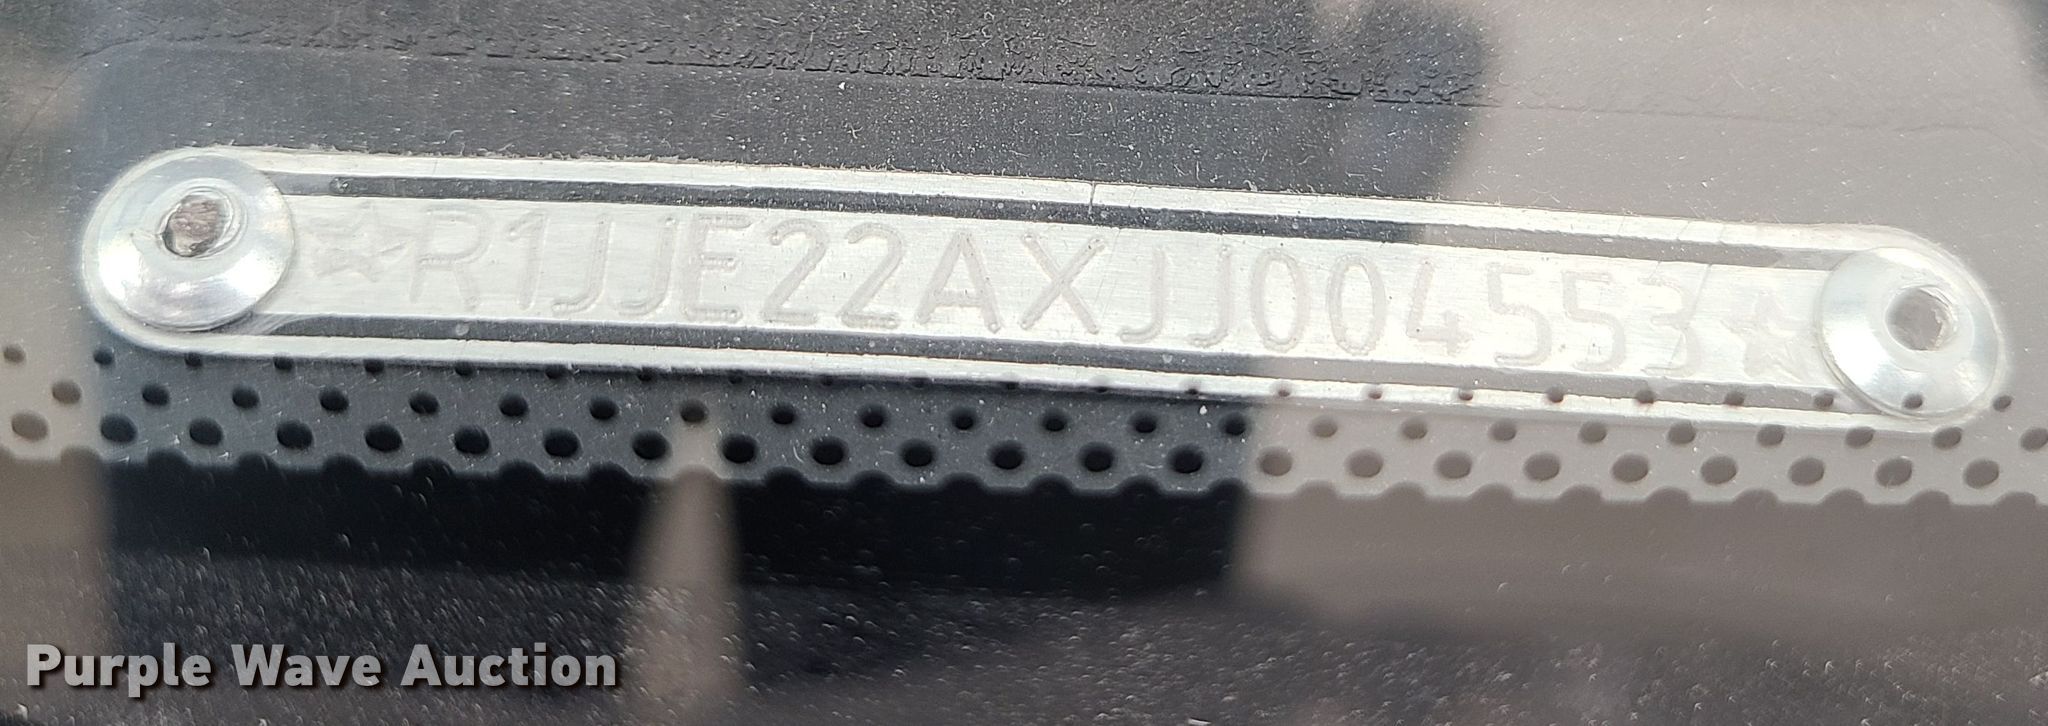 ★R1JJE22AXJJ004553★
Purple Wave Auction